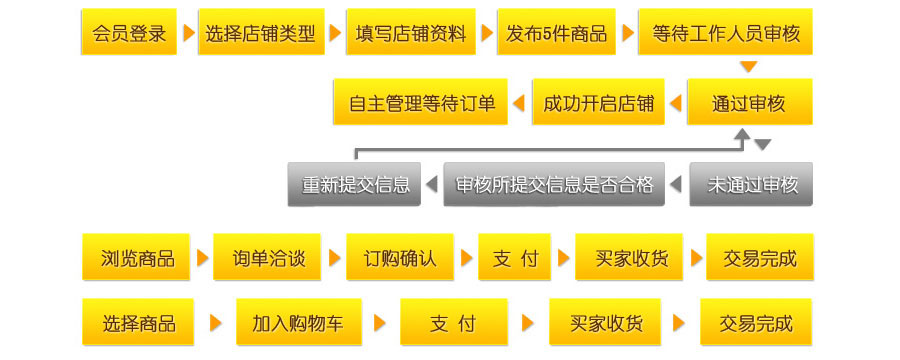 会员登录 选择店铺类型 填写店铺资料 发布5件商品 等待工作人员审核
自主管理等待订单 成功开启店铺 通过审核
重新提交信息 审核所提交信息是否合格 未通过审核
浏览商品 询单洽谈 订购确认 支 付 买家收货 交易完成
选择商品 加入购物车 支 付 买家收货 交易完成